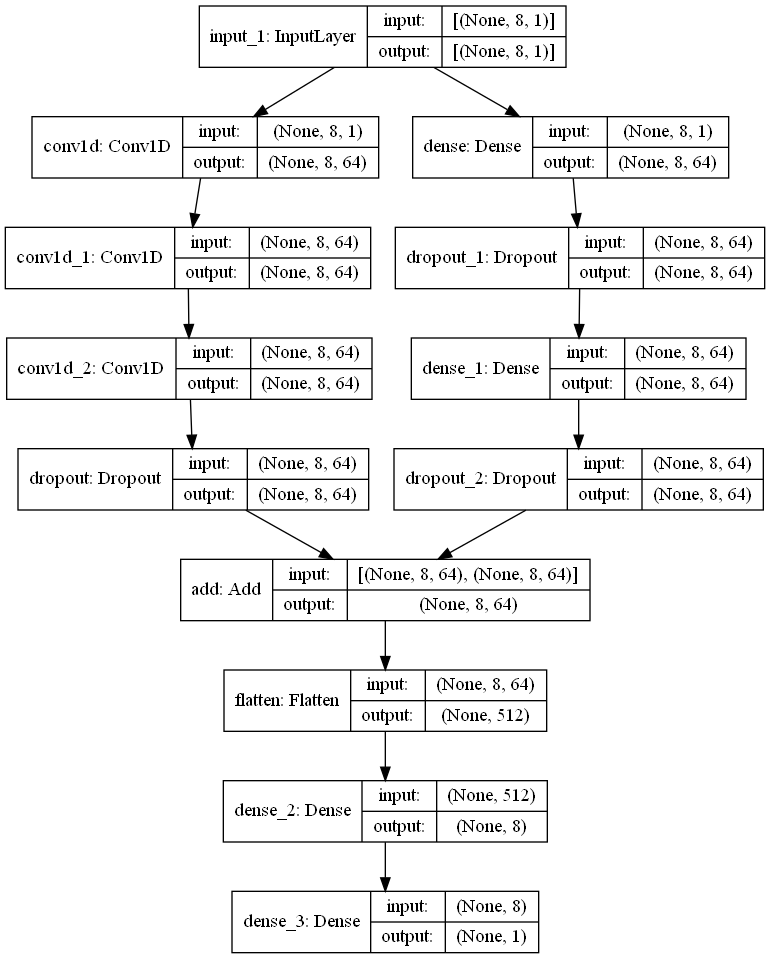 input_1: InputLayer
input: [(None, 8, 1)]
output: [(None, 8, 1)]
conv1d: Conv1D
input: (None, 8, 1)
output: (None, 8, 64)
dense: Dense
input: (None, 8, 1)
output: (None, 8, 64)
conv1d_1: Conv1D
input: (None, 8, 64)
output: (None, 8, 64)
dropout_1: Dropout
input: (None, 8, 64)
output: (None, 8, 64)
conv1d_2: Conv1D
input: (None, 8, 64)
output: (None, 8, 64)
dense_1: Dense
input: (None, 8, 64)
output: (None, 8, 64)
dropout: Dropout
input: (None, 8, 64)
output: (None, 8, 64)
dropout_2: Dropout
input: (None, 8, 64)
output: (None, 8, 64)
add: Add
input: [(None, 8, 64), (None, 8, 64)]
output: (None, 8, 64)
flatten: Flatten
input: (None, 8, 64)
output: (None, 512)
dense_2: Dense
input: (None, 512)
output: (None, 8)
dense_3: Dense
input: (None, 8)
output: (None, 1)